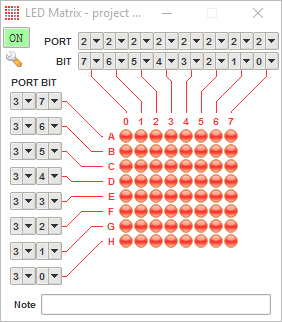 LED Matrix - project ...
ON
PORT 2 2 2 2 2 2 2 2
BIT 7 6 5 4 3 2 1 0
PORT BIT
0 1 2 3 4 5 6 7
3 7
A
3 6
B
3 5
C
3 4
D
3 3
E
3 2
F
3 1
G
3 0
H
Note